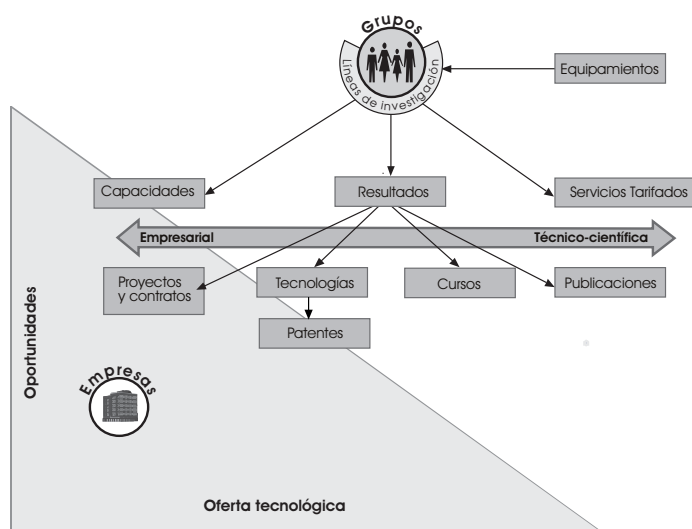 Grupos
Líneas de investigación
Equipamientos
Capacidades
Resultados
Servicios Tarifados
Empresarial
Técnico-científica
Proyectos
y contratos
Tecnologías
Cursos
Publicaciones
Patentes
Oportunidades
Empresas
Oferta tecnológica